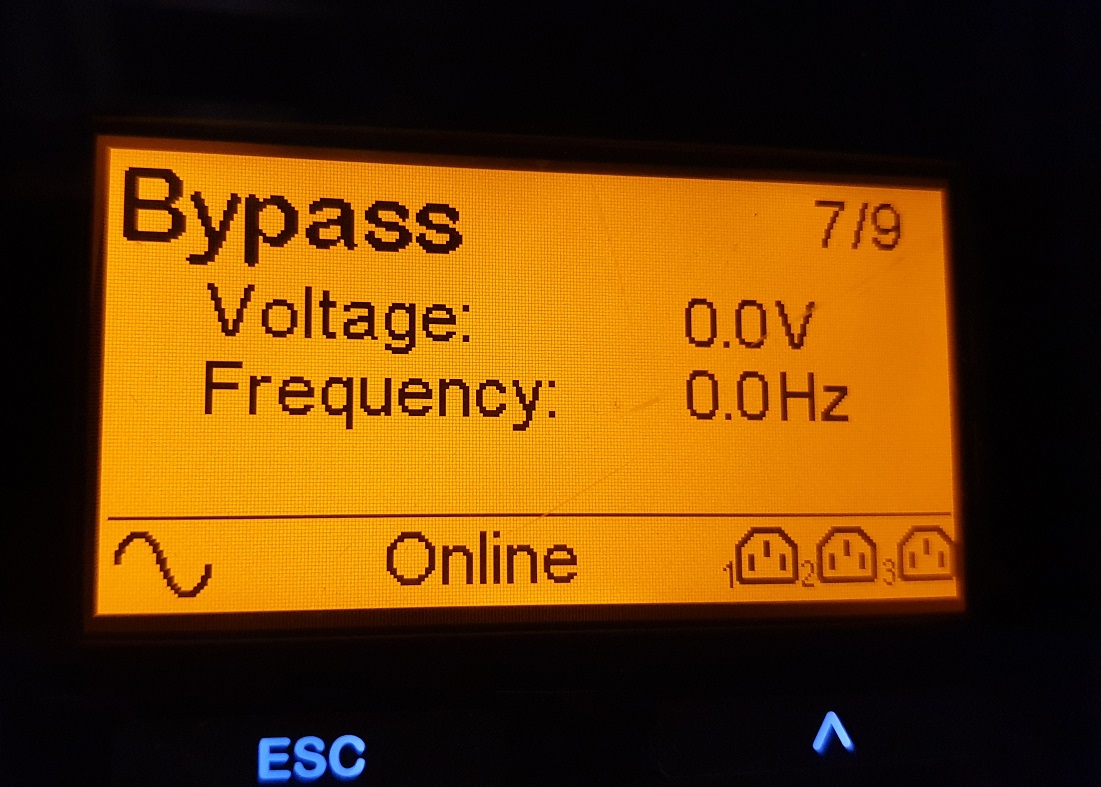 Bypass 7/9
Voltage: 0.0V
Frequency: 0.0Hz
Online 1 2 3
ESC